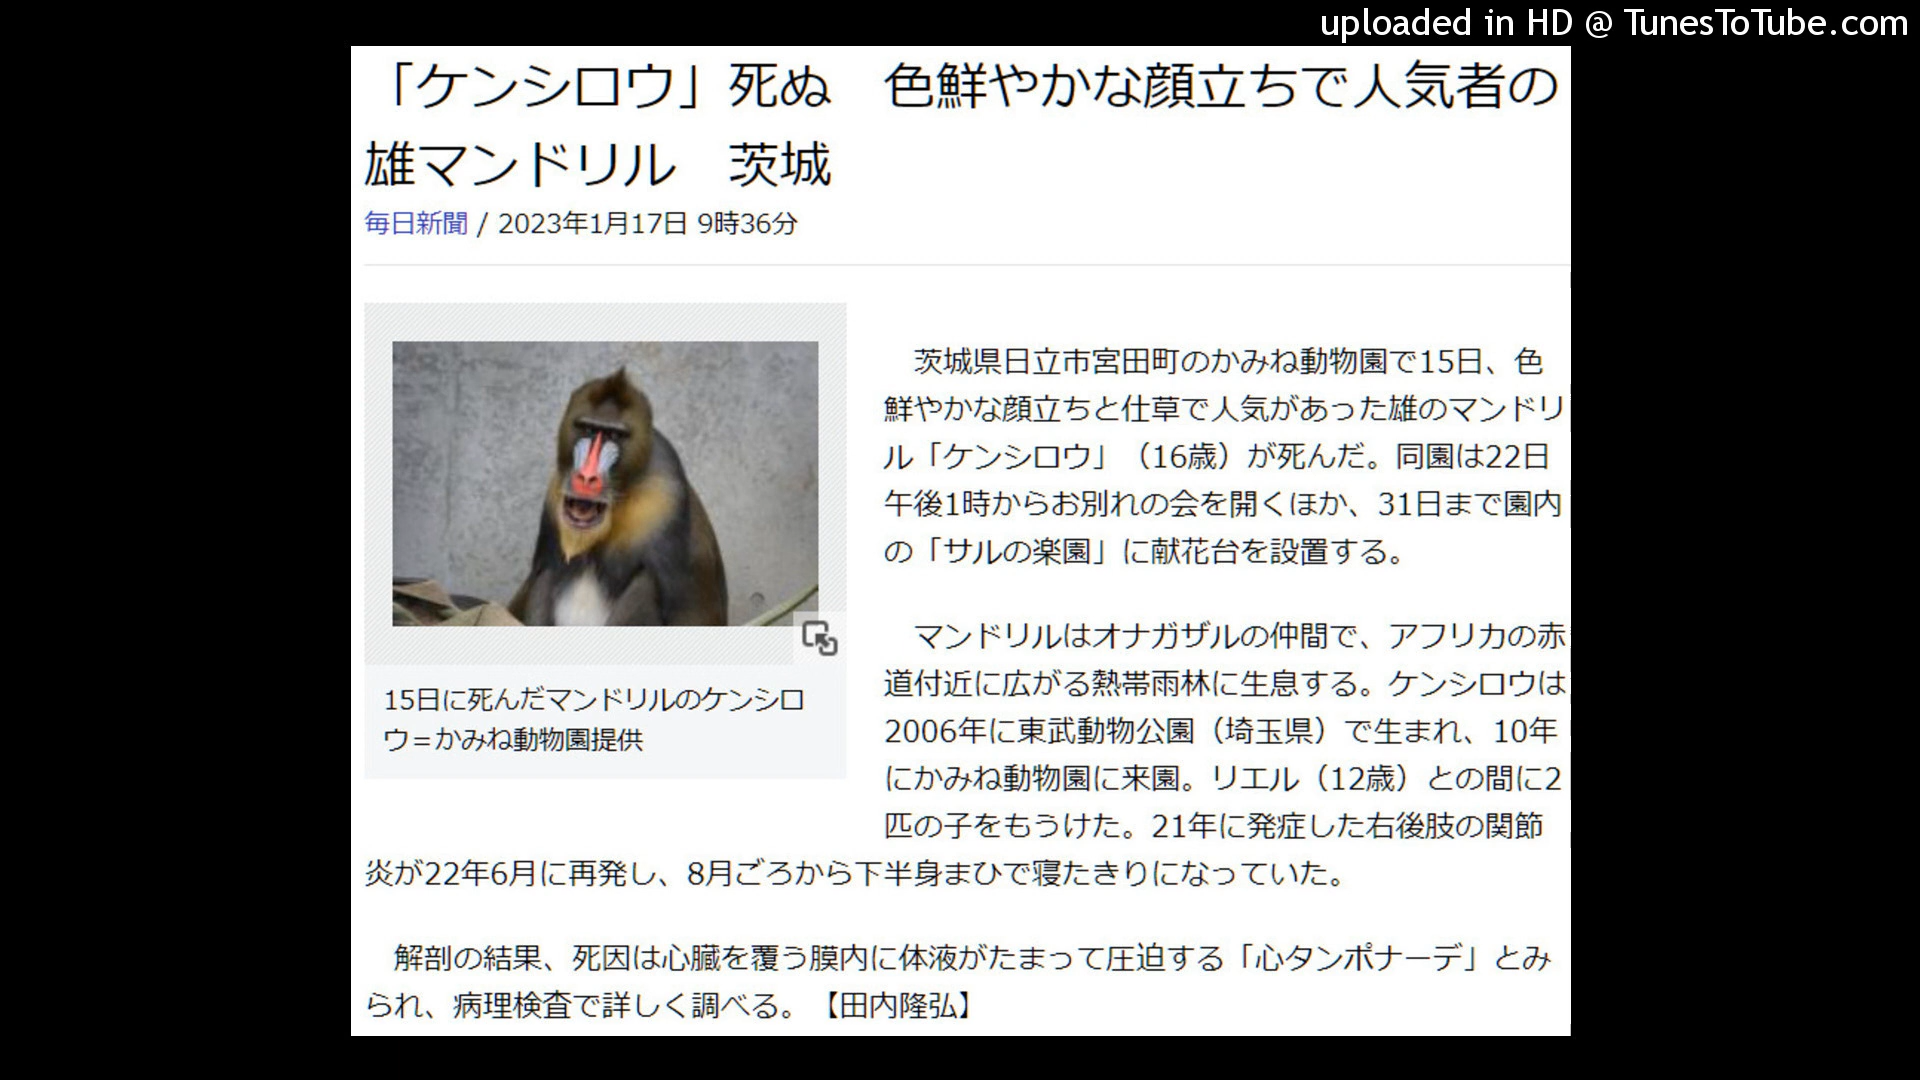 uploaded in HD @ TunesToTube.com
「ケンシロウ」死ぬ　色鮮やかな顔立ちで人気者の
雄マンドリル　茨城
毎日新聞 / 2023年1月17日 9時36分
15日に死んだマンドリルのケンシロ
ウ＝かみね動物園提供
　茨城県日立市宮田町のかみね動物園で15日、色
鮮やかな顔立ちと仕草で人気があった雄のマンドリ
ル「ケンシロウ」（16歳）が死んだ。同園は22日
午後1時からお別れの会を開くほか、31日まで園内
の「サルの楽園」に献花台を設置する。
　マンドリルはオナガザルの仲間で、アフリカの赤
道付近に広がる熱帯雨林に生息する。ケンシロウは
2006年に東武動物公園（埼玉県）で生まれ、10年
にかみね動物園に来園。リエル（12歳）との間に2
匹の子をもうけた。21年に発症した右後肢の関節
炎が22年6月に再発し、8月ごろから下半身まひで寝たきりになっていた。
　解剖の結果、死因は心臓を覆う膜内に体液がたまって圧迫する「心タンポナーデ」とみ
られ、病理検査で詳しく調べる。【田内隆弘】